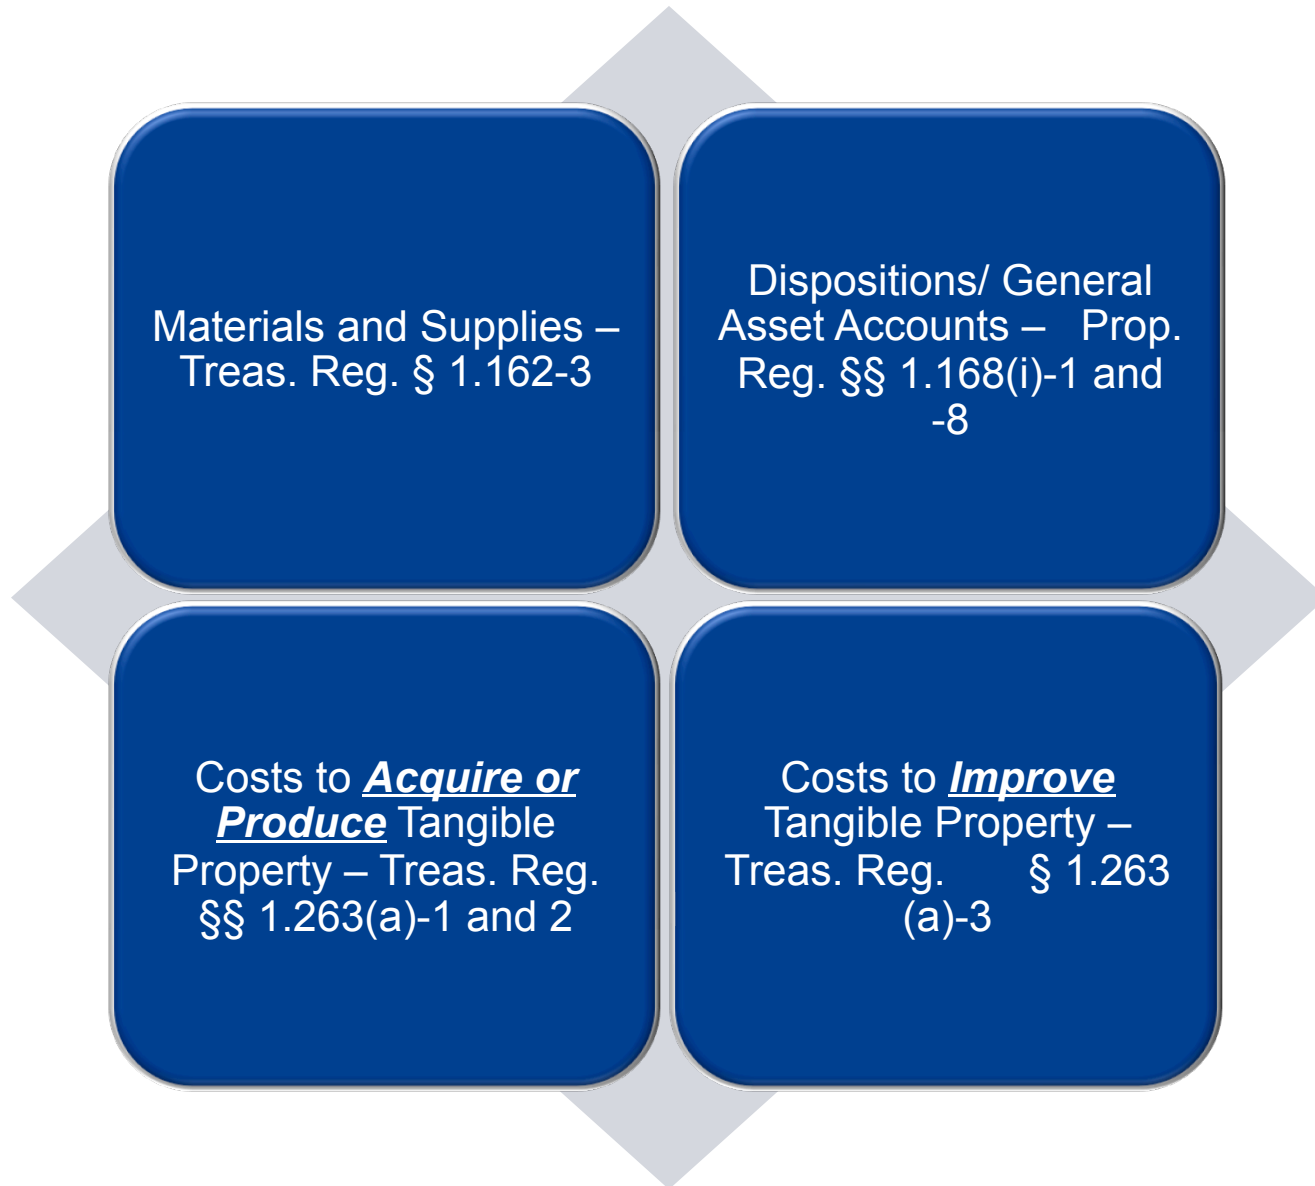 Materials and Supplies –
Treas. Reg. § 1.162-3
Dispositions/ General
Asset Accounts – Prop.
Reg. §§ 1.168(i)-1 and
-8
Costs to Acquire or
Produce Tangible
Property – Treas. Reg.
§§ 1.263(a)-1 and 2
Costs to Improve
Tangible Property –
Treas. Reg. § 1.263
(a)-3